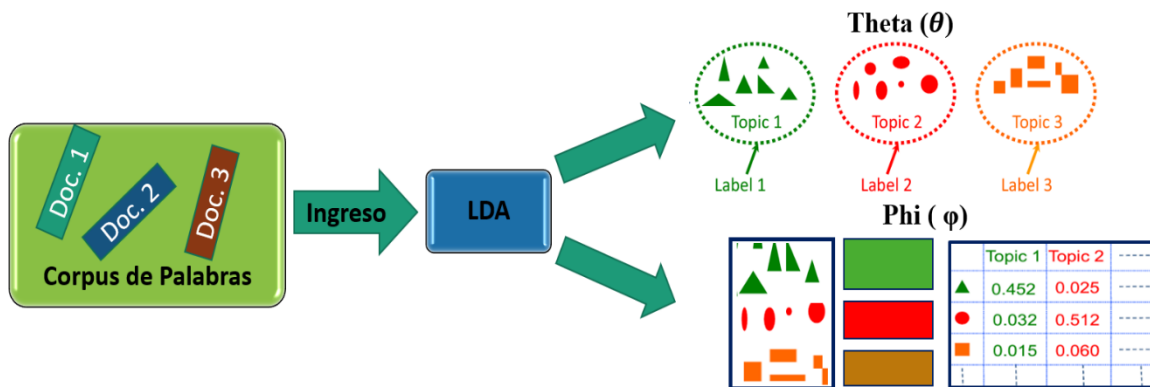 Doc. 1
Doc. 2
Doc. 3
Corpus de Palabras
Ingreso
LDA
Theta (θ)
Topic 1
Topic 2
Topic 3
Label 1
Label 2
Label 3
Phi ( φ)
Topic 1 Topic 2
0.452 0.025
0.032 0.512
0.015 0.060